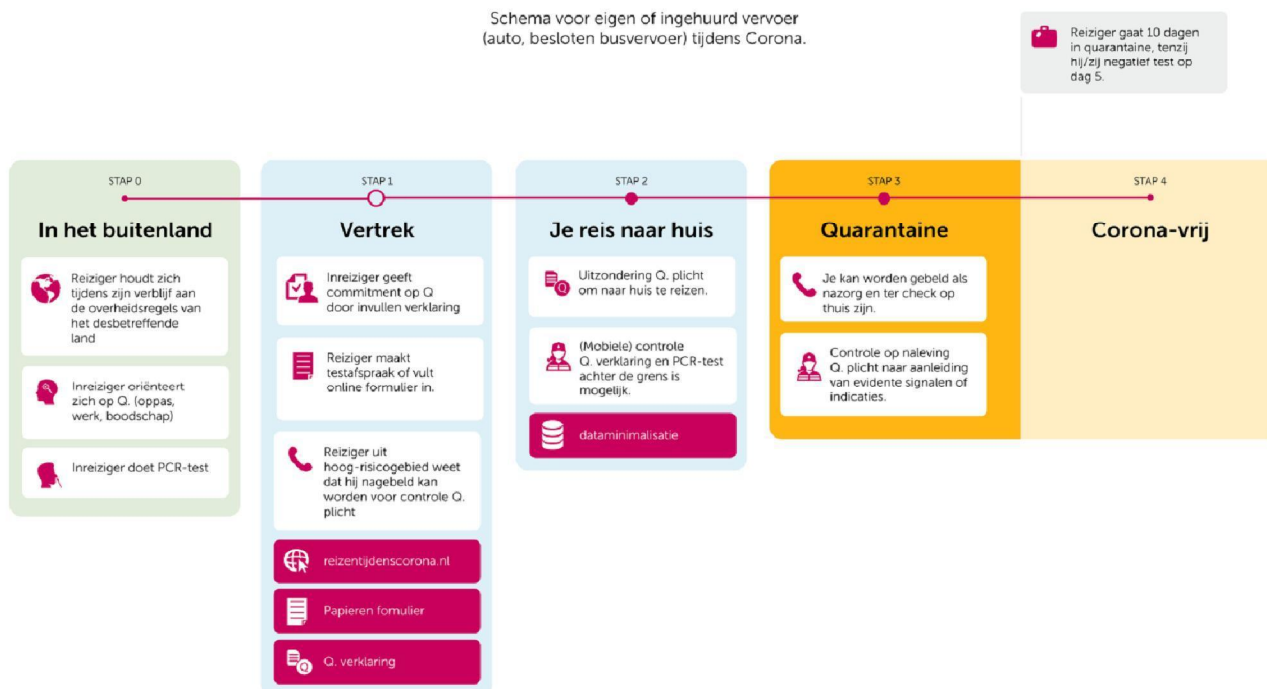 Schema voor eigen of ingehuurd vervoer
(auto, besloten busvervoer) tijdens Corona.
Reiziger gaat 10 dagen
in quarantaine, tenzij
hij/zij negatief test op
dag 5.
STAP 0
In het buitenland
Reiziger houdt zich
tijdens zijn verblijf aan
de overheidsregels van
het desbetreffende
land
Inreiziger oriënteert
zich op Q. (oppas,
werk, boodschap)
Inreiziger doet PCR-test
STAP 1
Vertrek
Inreiziger geeft
commitment op Q
door invullen verklaring
Reiziger maakt
testafspraak of vult
online formulier in.
Reiziger uit
hoog-risicogebied weet
dat hij nagebeld kan
worden voor controle Q.
plicht
reizentijdenscorona.nl
Papieren fomulier
Q. verklaring
STAP 2
Je reis naar huis
Uitzondering Q. plicht
om naar huis te reizen.
(Mobiele) controle
Q. verklaring en PCR-test
achter de grens is
mogelijk.
dataminimalisatie
STAP 3
Quarantaine
Je kan worden gebeld als
nazorg en ter check op
thuis zijn.
Controle op naleving
Q. plicht naar aanleiding
van evidente signalen of
indicaties.
STAP 4
Corona-vrij